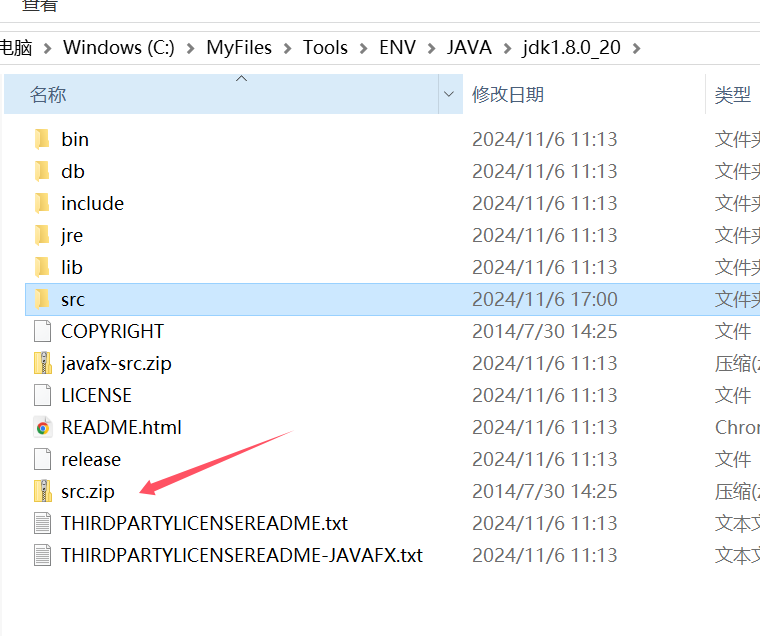 查看
电脑 > Windows (C:) > MyFiles > Tools > ENV > JAVA > jdk1.8.0_20 >
名称 修改日期 类型
bin 2024/11/6 11:13 文件夹
db 2024/11/6 11:13 文件夹
include 2024/11/6 11:13 文件夹
jre 2024/11/6 11:13 文件夹
lib 2024/11/6 11:13 文件夹
src 2024/11/6 17:00 文件夹
COPYRIGHT 2014/7/30 14:25 文件
javafx-src.zip 2024/11/6 11:13 压缩(z
LICENSE 2024/11/6 11:13 文件
README.html 2024/11/6 11:13 Chro
release 2024/11/6 11:13 文件
src.zip 2014/7/30 14:25 压缩(z
THIRDPARTYLICENSEREADME.txt 2024/11/6 11:13 文本文
THIRDPARTYLICENSEREADME-JAVAFX.txt 2024/11/6 11:13 文本文